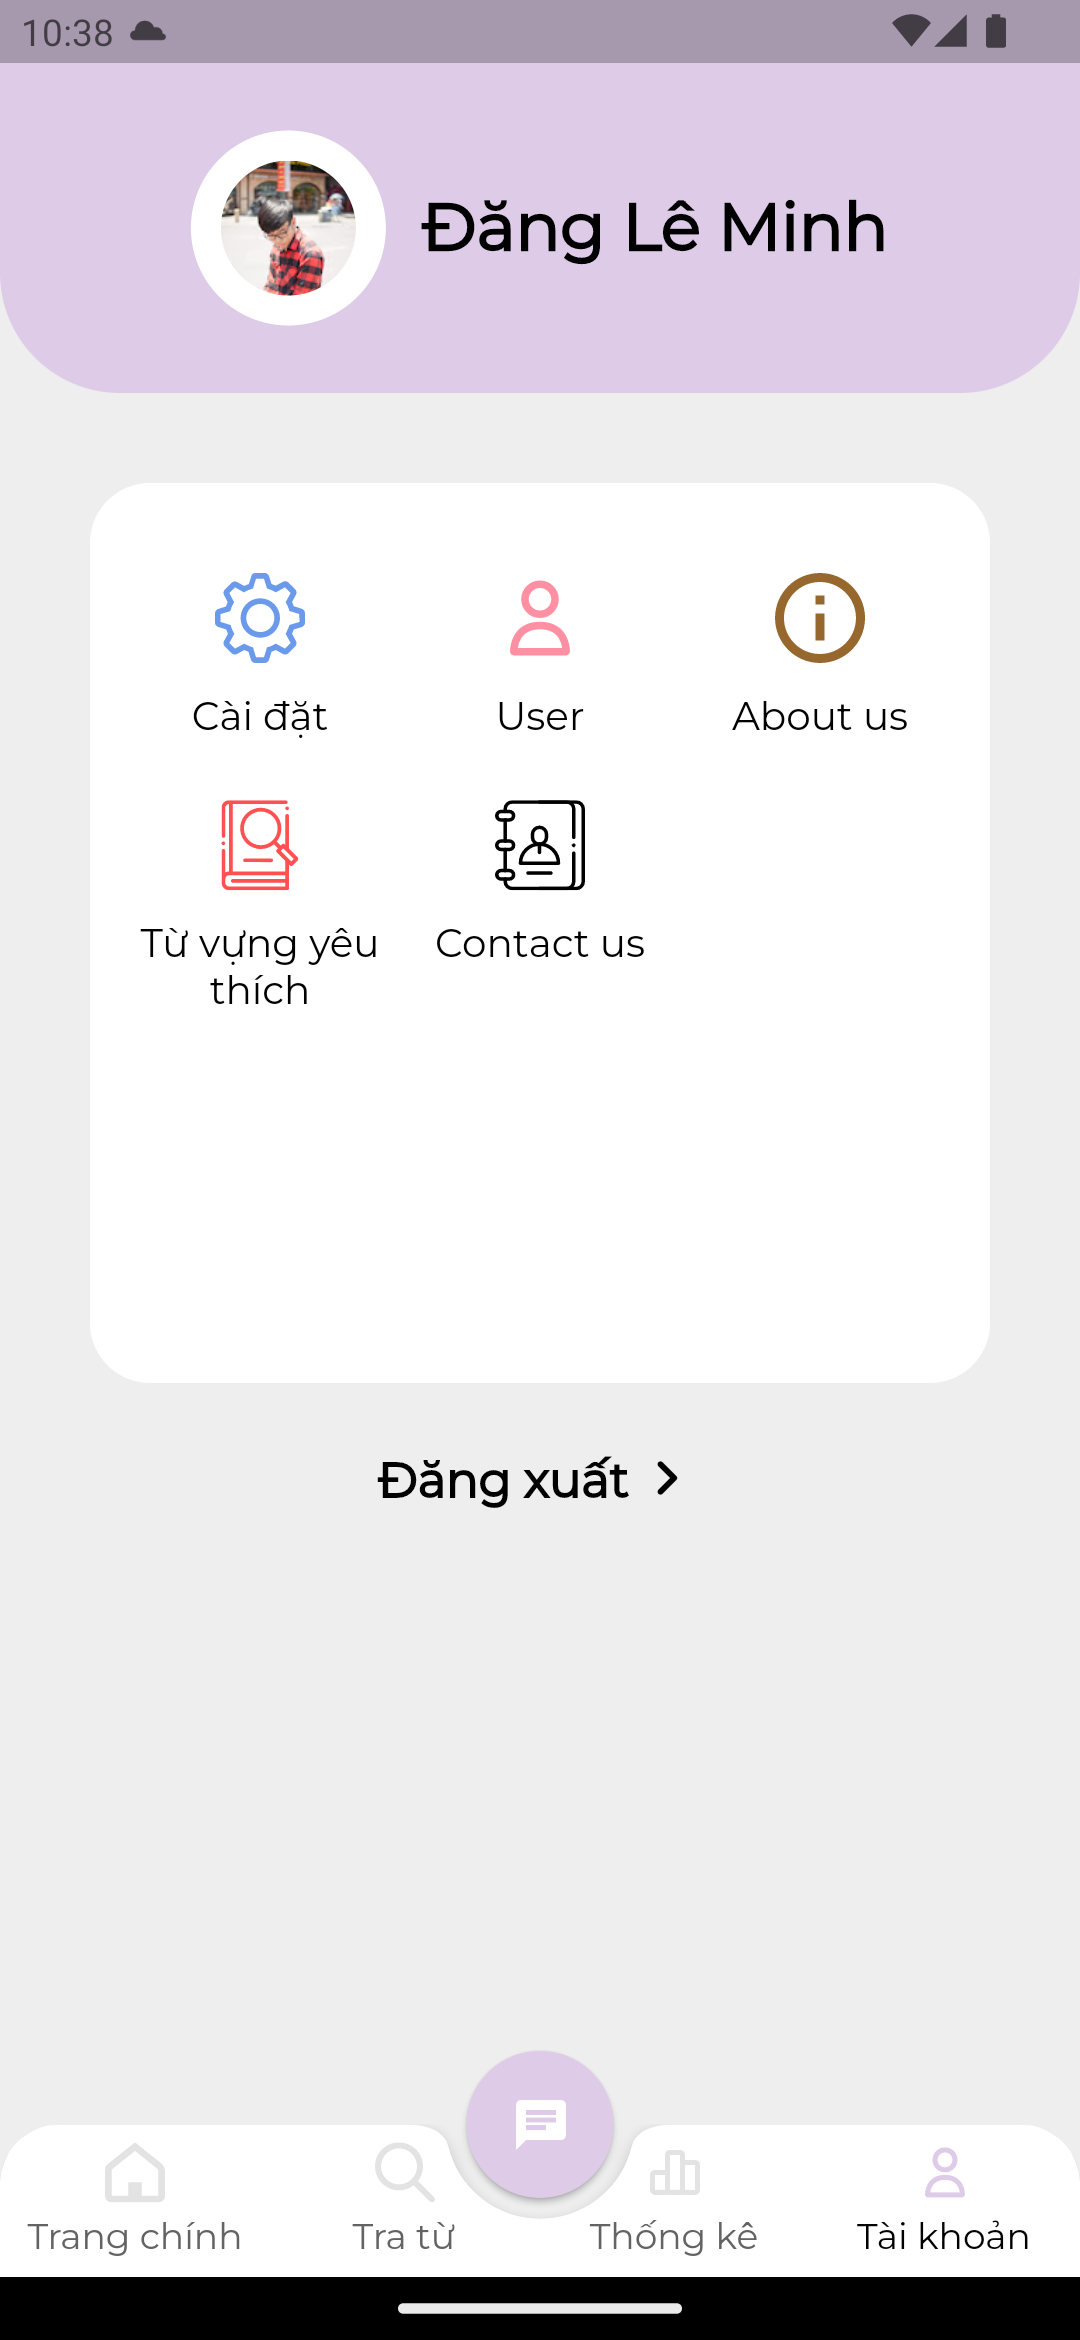 10:38
Đăng Lê Minh
Cài đặt
User
About us
Từ vựng yêu
thích
Contact us
Đăng xuất
Trang chính
Tra từ
Thống kê
Tài khoản